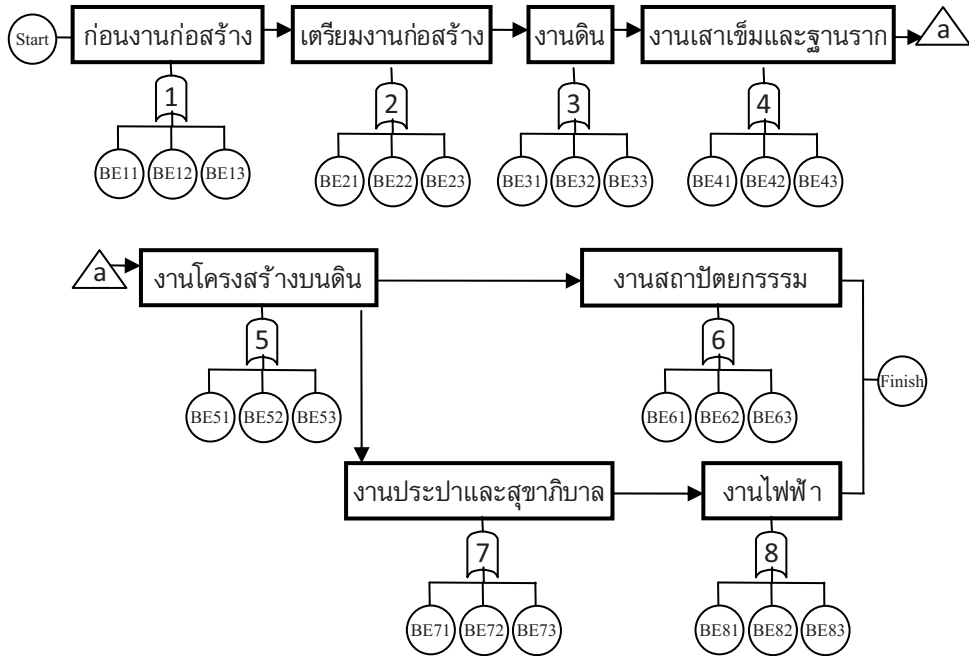 Start
ก่อนงานก่อสร้าง
เตรียมงานก่อสร้าง
งานดิน
งานเสาเข็มและฐานราก
a
1
2
3
4
BE11 BE12 BE13
BE21 BE22 BE23
BE31 BE32 BE33
BE41 BE42 BE43
a
งานโครงสร้างบนดิน
งานสถาปัตยกรรรม
5
6
Finish
BE51 BE52 BE53
BE61 BE62 BE63
งานประปาและสุขาภิบาล
งานไฟฟ้า
7
8
BE71 BE72 BE73
BE81 BE82 BE83